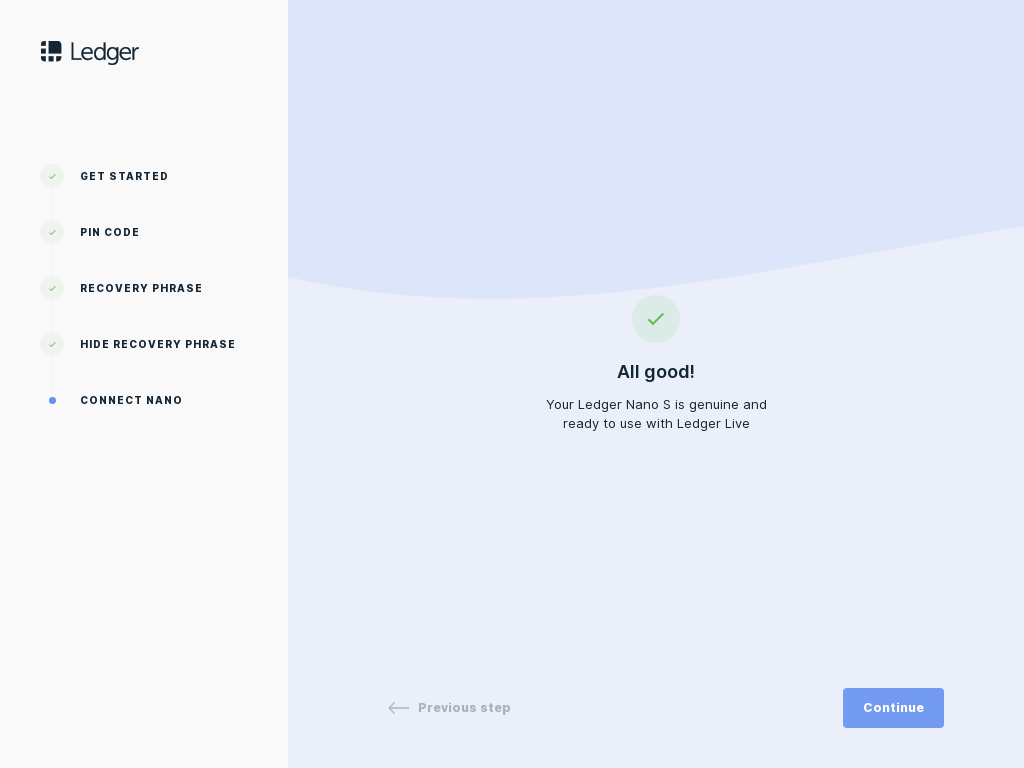 Ledger
GET STARTED
PIN CODE
RECOVERY PHRASE
HIDE RECOVERY PHRASE
CONNECT NANO
All good!
Your Ledger Nano S is genuine and
ready to use with Ledger Live
Previous step
Continue